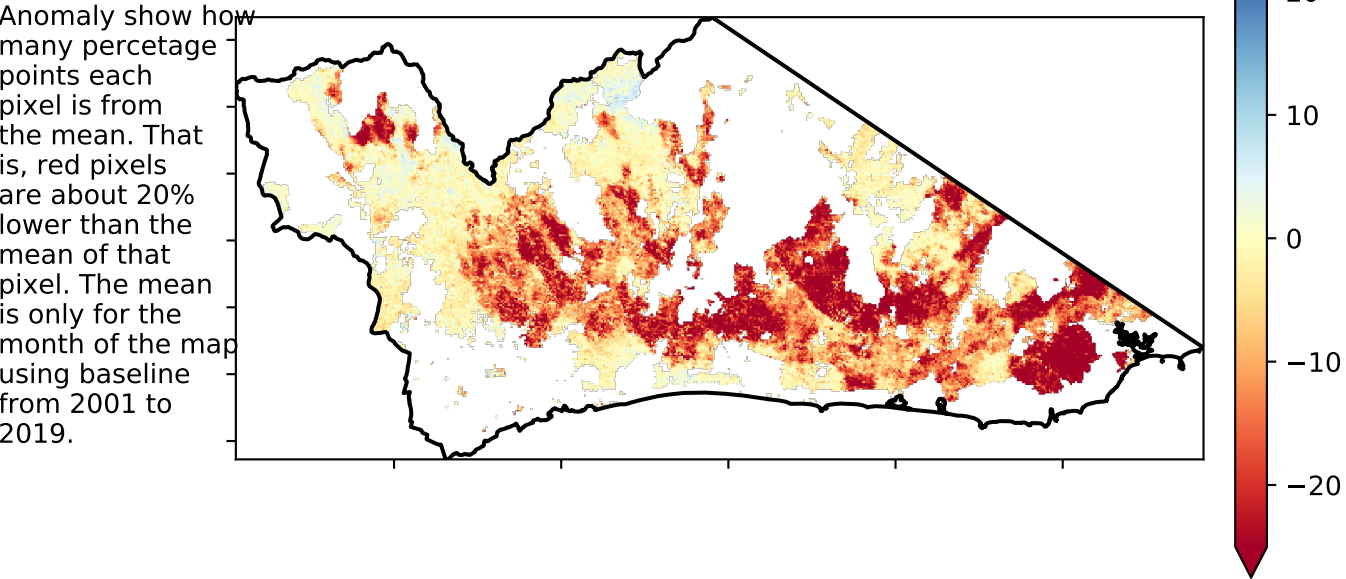 Anomaly show how
many percetage
points each
pixel is from
the mean. That
is, red pixels
are about 20%
lower than the
mean of that
pixel. The mean
is only for the
month of the map
using baseline
from 2001 to
2019.
10
0
−10
−20